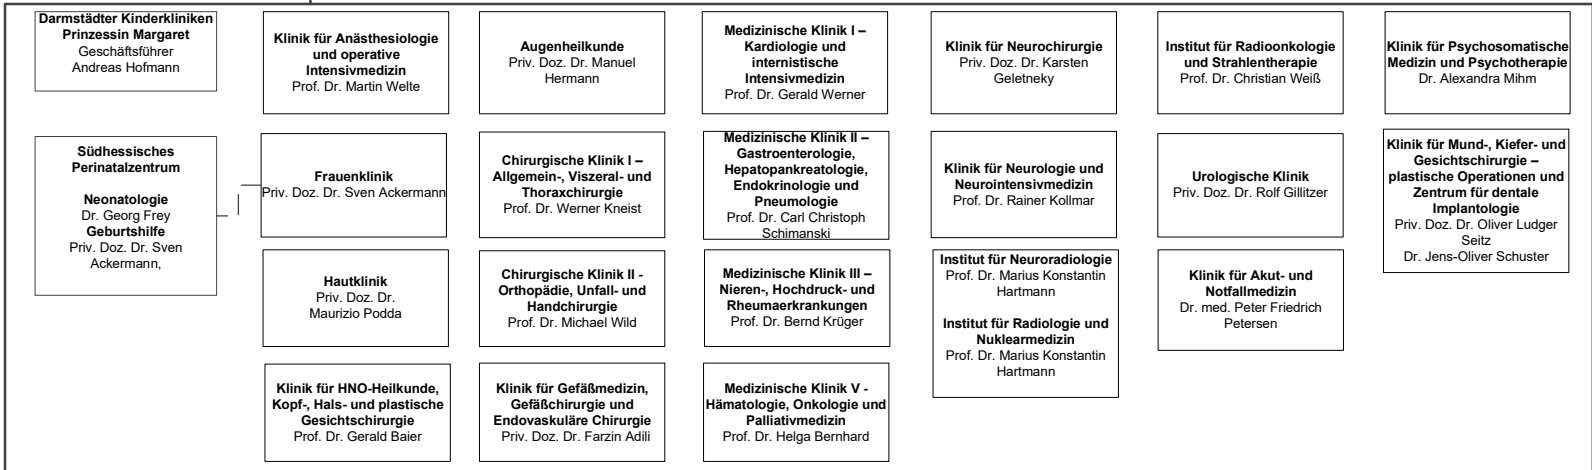 Darmstädter Kinderkliniken
Prinzessin Margaret
Geschäftsführer
Andreas Hofmann
Klinik für Anästhesiologie
und operative
Intensivmedizin
Prof. Dr. Martin Welte
Augenheilkunde
Priv. Doz. Dr. Manuel
Hermann
Medizinische Klinik I –
Kardiologie und
internistische
Intensivmedizin
Prof. Dr. Gerald Werner
Klinik für Neurochirurgie
Priv. Doz. Dr. Karsten
Geletneky
Institut für Radioonkologie
und Strahlentherapie
Prof. Dr. Christian Weiß
Klinik für Psychosomatische
Medizin und Psychotherapie
Dr. Alexandra Mihm
Südhessisches
Perinatalzentrum
Neonatologie
Dr. Georg Frey
Geburtshilfe
Priv. Doz. Dr. Sven
Ackermann,
Frauenklinik
Priv. Doz. Dr. Sven Ackermann
Chirurgische Klinik I –
Allgemein-, Viszeral- und
Thoraxchirurgie
Prof. Dr. Werner Kneist
Medizinische Klinik II –
Gastroenterologie,
Hepatopankreatologie,
Endokrinologie und
Pneumologie
Prof. Dr. Carl Christoph
Schimanski
Klinik für Neurologie und
Neurointensivmedizin
Prof. Dr. Rainer Kollmar
Urologische Klinik
Priv. Doz. Dr. Rolf Gillitzer
Klinik für Mund-, Kiefer- und
Gesichtschirurgie –
plastische Operationen und
Zentrum für dentale
Implantologie
Priv. Doz. Dr. Oliver Ludger
Seitz
Dr. Jens-Oliver Schuster
Hautklinik
Priv. Doz. Dr.
Maurizio Podda
Chirurgische Klinik II -
Orthopädie, Unfall- und
Handchirurgie
Prof. Dr. Michael Wild
Medizinische Klinik III –
Nieren-, Hochdruck- und
Rheumaerkrankungen
Prof. Dr. Bernd Krüger
Institut für Neuroradiologie
Prof. Dr. Marius Konstantin
Hartmann
Institut für Radiologie und
Nuklearmedizin
Prof. Dr. Marius Konstantin
Hartmann
Klinik für Akut- und
Notfallmedizin
Dr. med. Peter Friedrich
Petersen
Klinik für HNO-Heilkunde,
Kopf-, Hals- und plastische
Gesichtschirurgie
Prof. Dr. Gerald Baier
Klinik für Gefäßmedizin,
Gefäßchirurgie und
Endovaskuläre Chirurgie
Priv. Doz. Dr. Farzin Adili
Medizinische Klinik V -
Hämatologie, Onkologie und
Palliativmedizin
Prof. Dr. Helga Bernhard